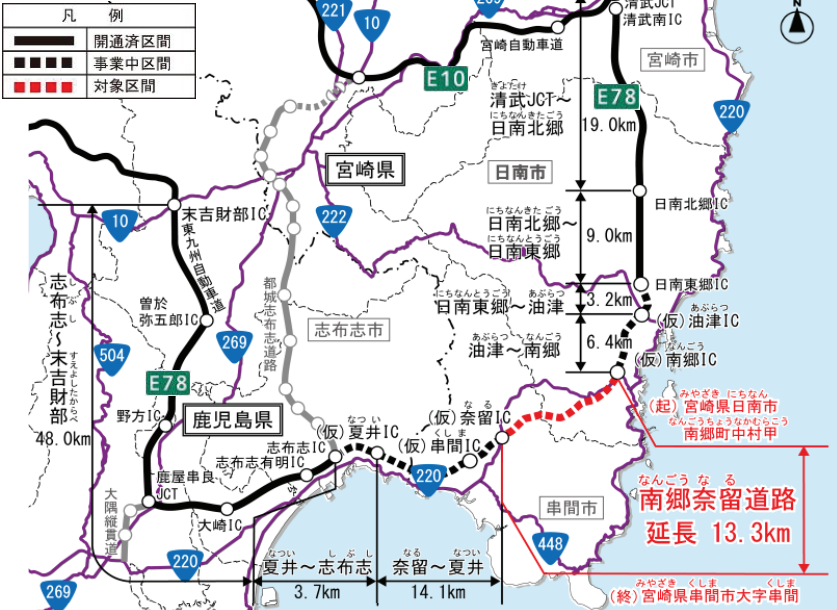 凡 例
開通済区間
事業中区間
対象区間
221
10
269
清武JCT
清武南IC
N
宮崎自動車道
宮崎市
E10
きよたけ
清武JCT～
にちなんきたごう
日南北郷
E78
19.0km
220
宮崎県
日南市
日南北郷IC
10
末吉財部IC
東九州自動車道
222
にちなんきたごう
日南北郷～
にちなんとうごう
日南東郷
9.0km
日南東郷IC
しぶし
志布志～末吉財部
すえよしたからべ
48.0km
曽於
弥五郎IC
都城志布志道路
にちなんとうごう あぶらつ
日南東郷～油津
3.2km
あぶらつ
(仮)油津IC
志布志市
504
269
あぶらつ なんごう
油津～南郷
6.4km
なんごう
(仮)南郷IC
E78
野方IC
鹿児島県
なつい
(仮)夏井IC
なる
(仮)奈留IC
くしま
(仮)串間IC
みやざき にちなん
(起)宮崎県日南市
なんごうちょうなかむらこう
南郷町中村甲
志布志IC
志布志有明IC
220
鹿屋串良
JCT
大隅縦貫道
大崎IC
串間市
なんごう なる
南郷奈留道路
延長 13.3km
448
220
269
なつい しぶし
夏井～志布志
3.7km
なる なつい
奈留～夏井
14.1km
みやざき くしま くしま
(終)宮崎県串間市大字串間